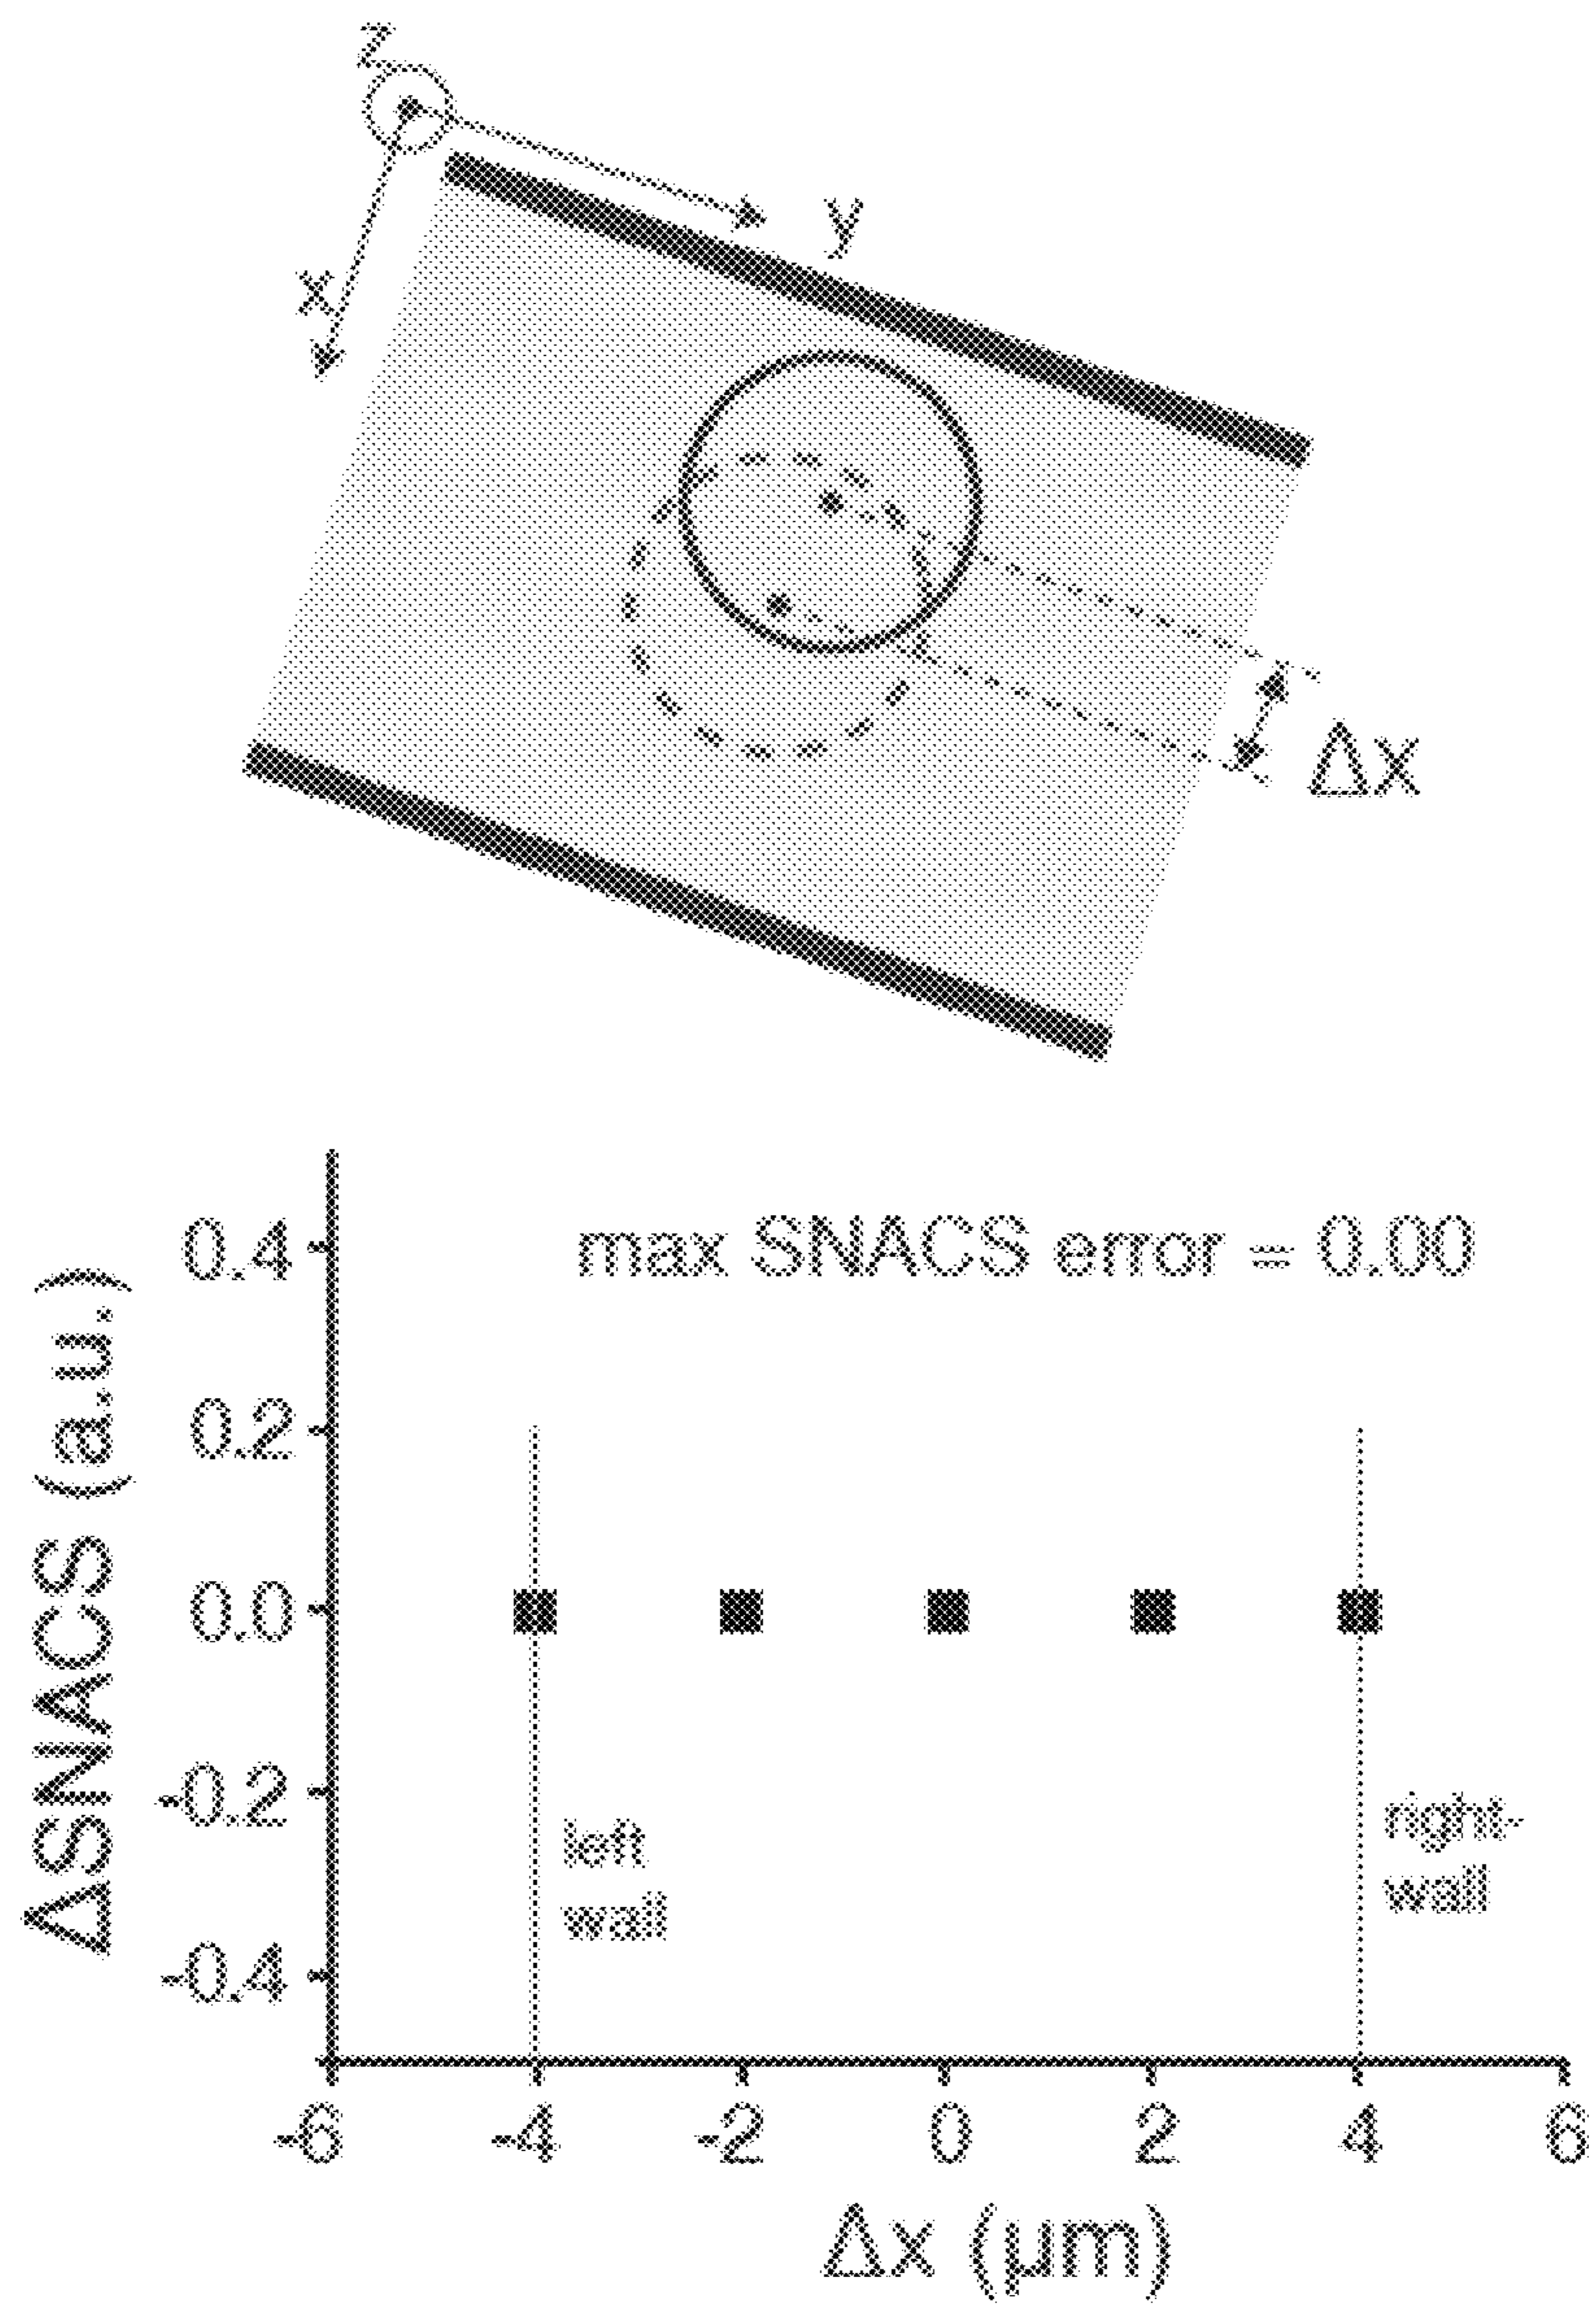 z
y
x
Δx
max SNACS error = 0.00
0.4
0.2
0.0
-0.2
-0.4
ΔSNACS (a.u.)
left
wall
right-
wall
-6 -4 -2 0 2 4 6
Δx (μm)